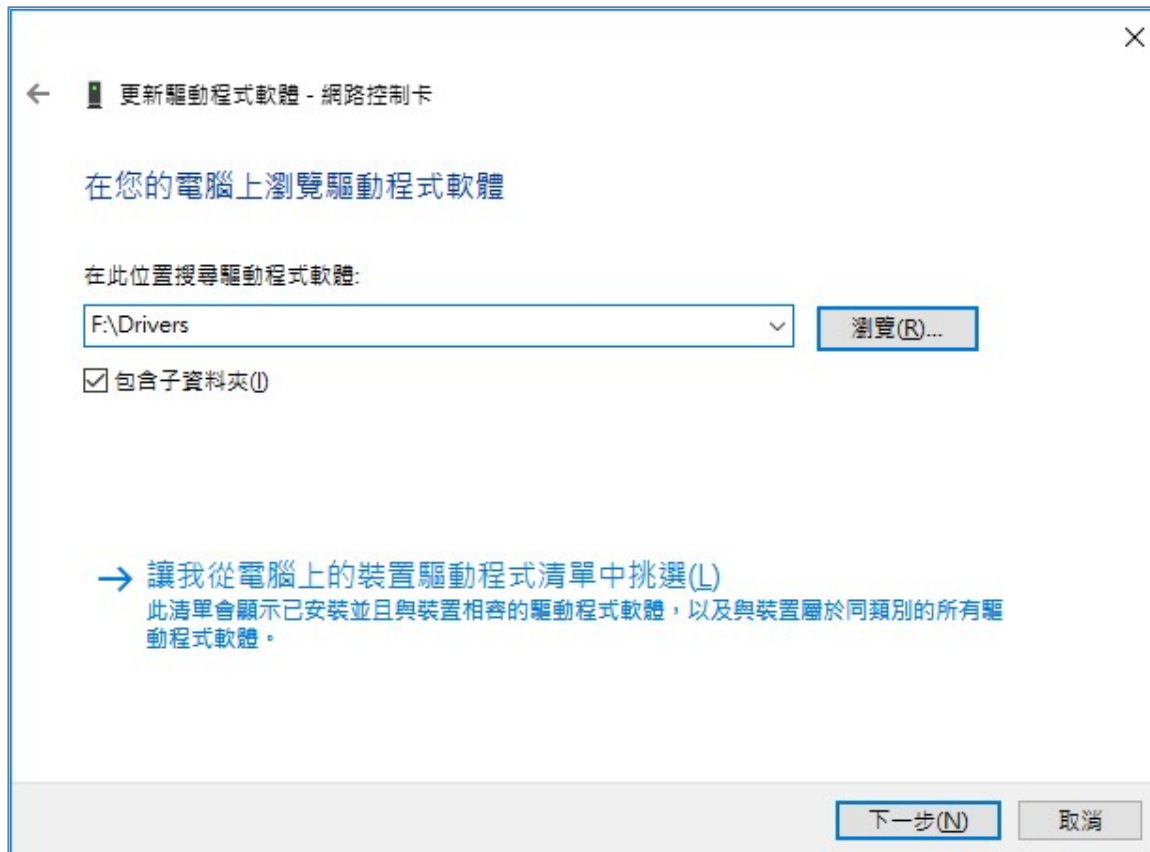 更新驅動程式軟體 - 網路控制卡
在您的電腦上瀏覽驅動程式軟體
在此位置搜尋驅動程式軟體:
F:\Drivers
瀏覽(R)...
包含子資料夾(I)
讓我從電腦上的裝置驅動程式清單中挑選(L)
此清單會顯示已安裝並且與裝置相容的驅動程式軟體，以及與裝置屬於同類別的所有驅
動程式軟體。
下一步(N)
取消